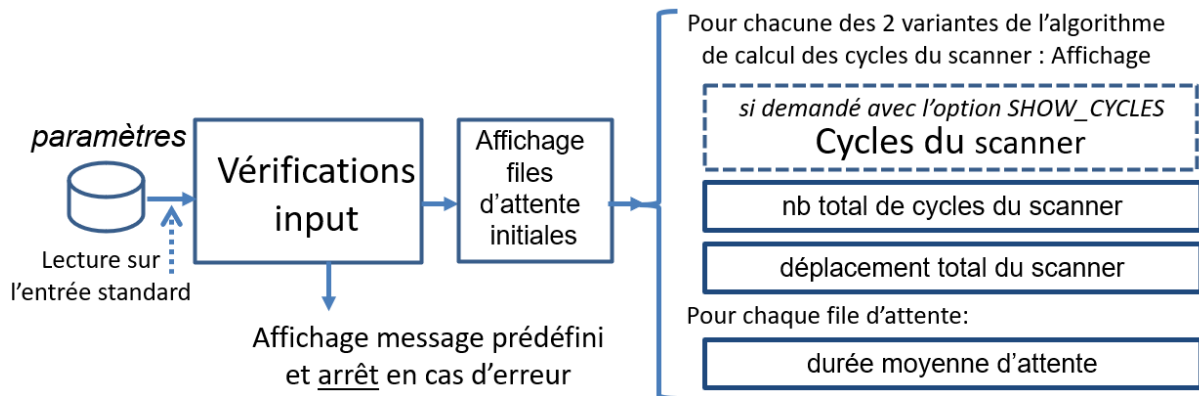 paramètres
Lecture sur
l'entrée standard
Vérifications
input
Affichage message prédéfini
et arrêt en cas d'erreur
Affichage
files
d'attente
initiales
Pour chacune des 2 variantes de l'algorithme
de calcul des cycles du scanner : Affichage
si demandé avec l'option SHOW_CYCLES
Cycles du scanner
nb total de cycles du scanner
déplacement total du scanner
Pour chaque file d'attente:
durée moyenne d'attente